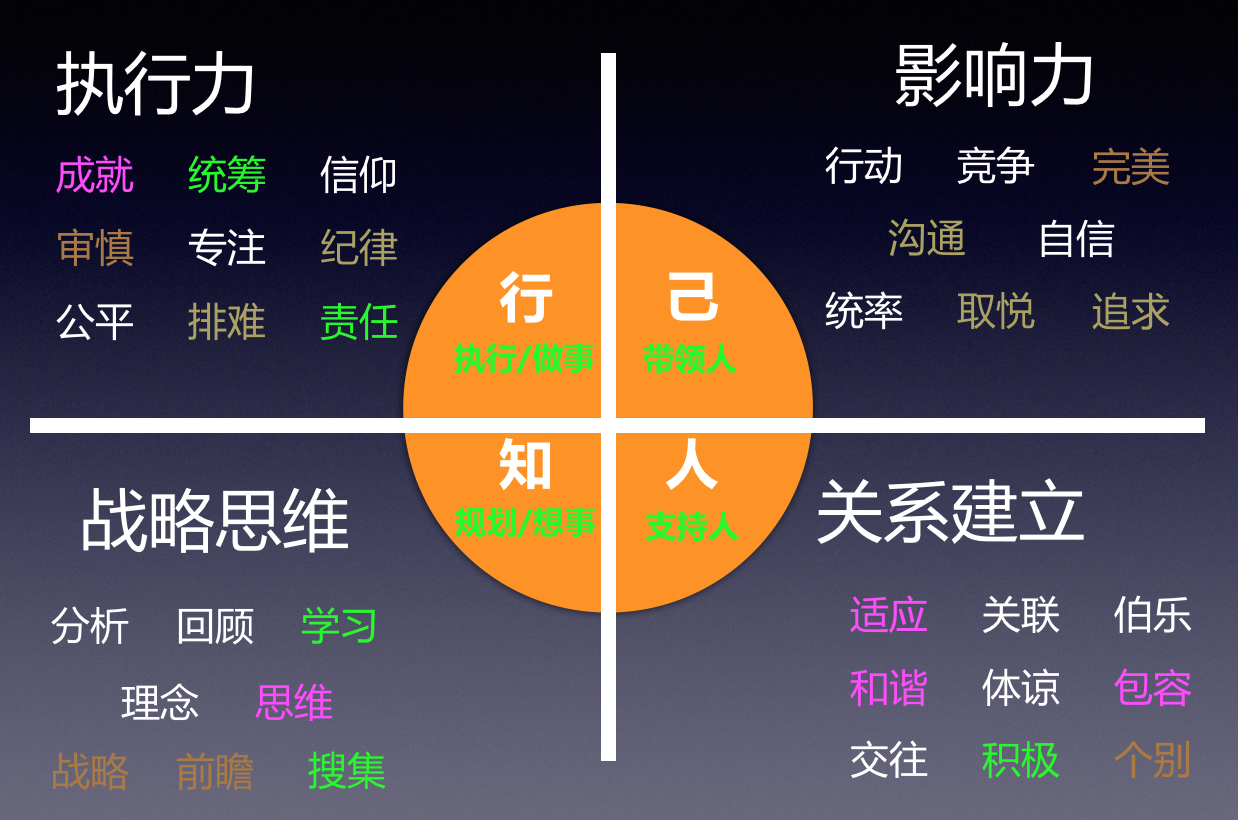 执行力
成就 统筹 信仰
审慎 专注 纪律
公平 排难 责任
影响力
行动 竞争 完美
沟通 自信
统率 取悦 追求
行
执行/做事
己
带领人
知
规划/想事
人
支持人
战略思维
分析 回顾 学习
理念 思维
战略 前瞻 搜集
关系建立
适应 关联 伯乐
和谐 体谅 包容
交往 积极 个别